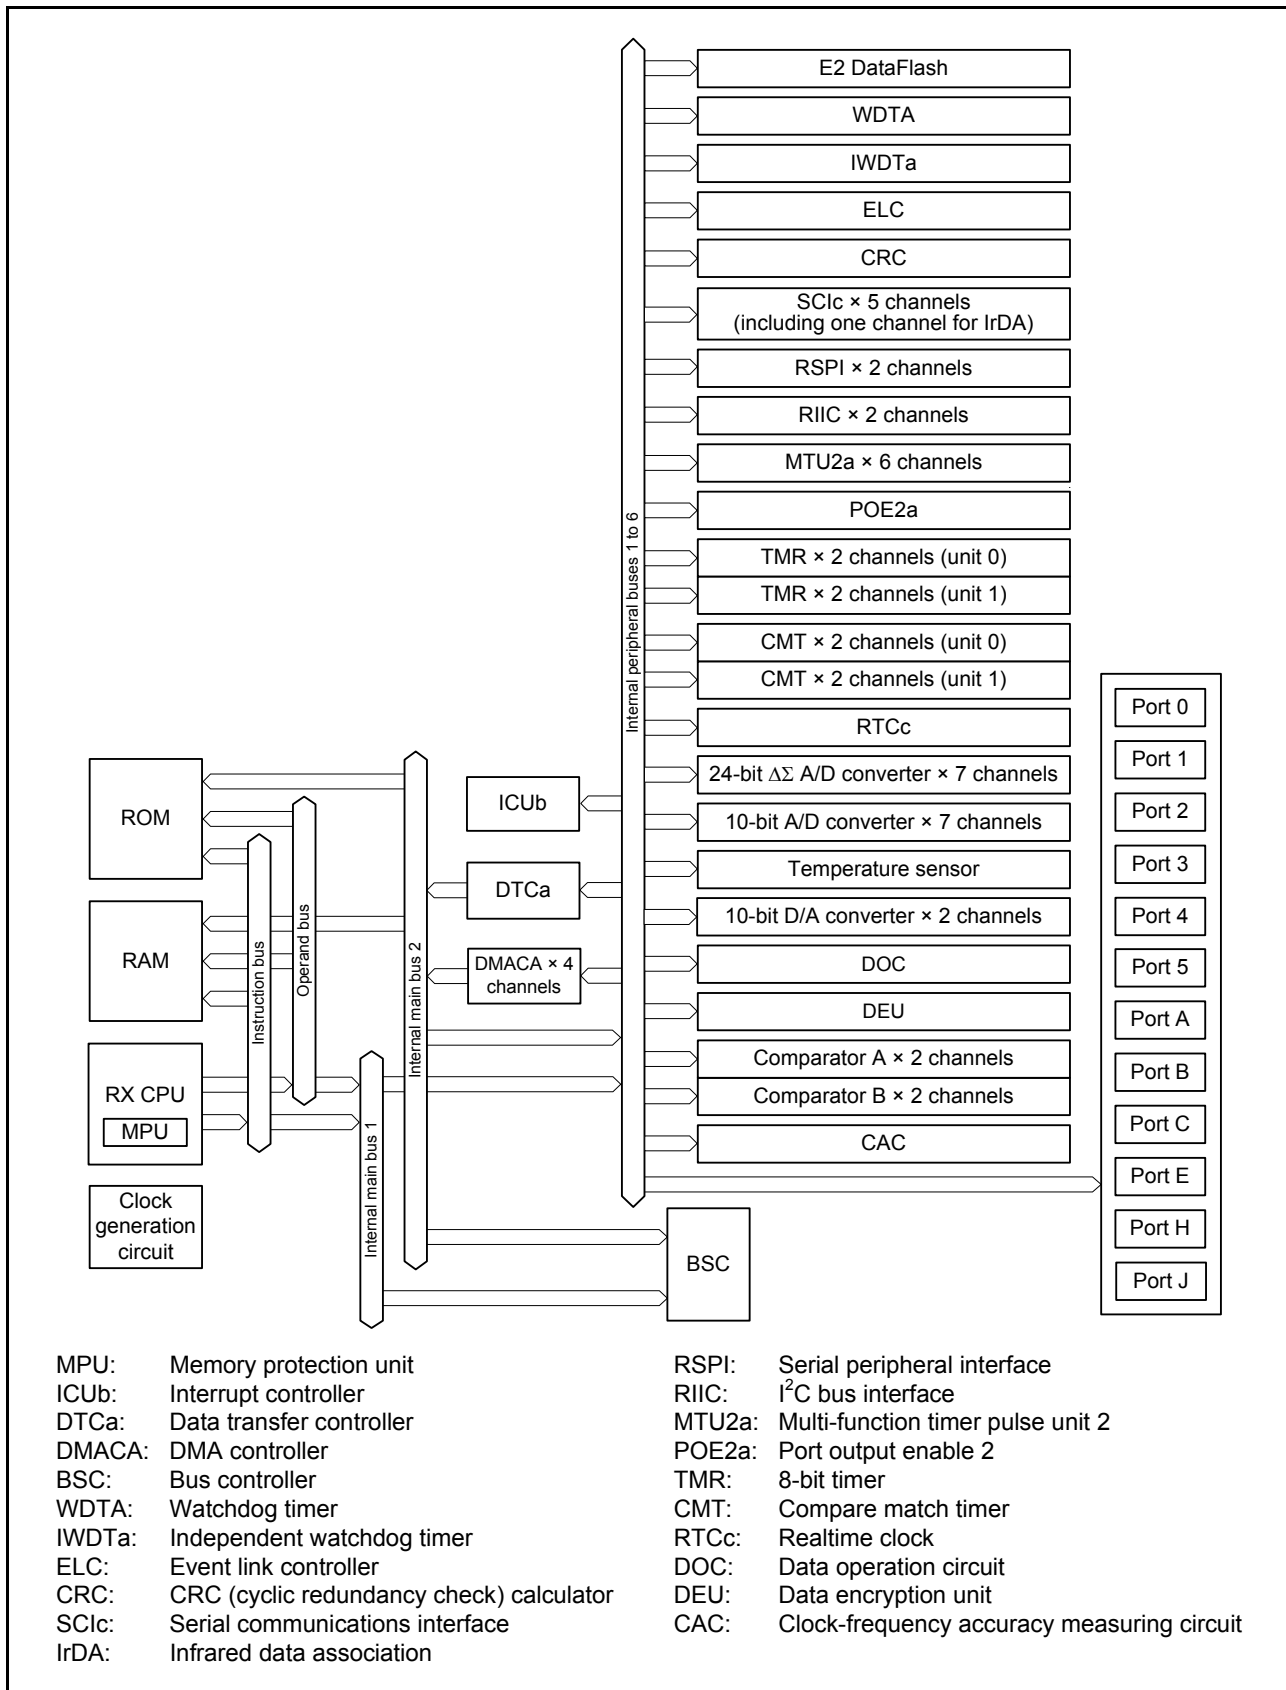 E2 DataFlash
WDTA
IWDTa
ELC
CRC
SCIc × 5 channels
(including one channel for IrDA)
RSPI × 2 channels
RIIC × 2 channels
MTU2a × 6 channels
POE2a
TMR × 2 channels (unit 0)
TMR × 2 channels (unit 1)
CMT × 2 channels (unit 0)
CMT × 2 channels (unit 1)
RTCc
24-bit ΔΣ A/D converter × 7 channels
10-bit A/D converter × 7 channels
Temperature sensor
10-bit D/A converter × 2 channels
DOC
DEU
Comparator A × 2 channels
Comparator B × 2 channels
CAC
Internal peripheral buses 1 to 6
Port 0
Port 1
Port 2
Port 3
Port 4
Port 5
Port A
Port B
Port C
Port E
Port H
Port J
ROM
RAM
RX CPU
MPU
Clock
generation
circuit
Instruction bus
Operand bus
Internal main bus 1
Internal main bus 2
ICUb
DTCa
DMACA × 4
channels
BSC
MPU: Memory protection unit
ICUb: Interrupt controller
DTCa: Data transfer controller
DMACA: DMA controller
BSC: Bus controller
WDTA: Watchdog timer
IWDTa: Independent watchdog timer
ELC: Event link controller
CRC: CRC (cyclic redundancy check) calculator
SCIc: Serial communications interface
IrDA: Infrared data association
RSPI: Serial peripheral interface
RIIC: I²C bus interface
MTU2a: Multi-function timer pulse unit 2
POE2a: Port output enable 2
TMR: 8-bit timer
CMT: Compare match timer
RTCc: Realtime clock
DOC: Data operation circuit
DEU: Data encryption unit
CAC: Clock-frequency accuracy measuring circuit